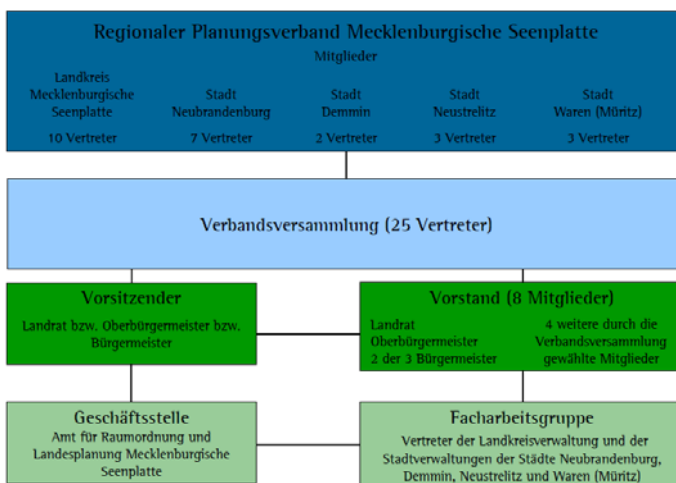 Regionaler Planungsverband Mecklenburgische Seenplatte
Mitglieder
Landkreis
Mecklenburgische
Seenplatte
10 Vertreter
Stadt
Neubrandenburg
7 Vertreter
Stadt
Demmin
2 Vertreter
Stadt
Neustrelitz
3 Vertreter
Stadt
Waren (Müritz)
3 Vertreter
Verbandsversammlung (25 Vertreter)
Vorsitzender
Landrat bzw. Oberbürgermeister bzw.
Bürgermeister
Vorstand (8 Mitglieder)
Landrat
Oberbürgermeister
2 der 3 Bürgermeister
4 weitere durch die
Verbandsversammlung
gewählte Mitglieder
Geschäftsstelle
Amt für Raumordnung und
Landesplanung Mecklenburgische
Seenplatte
Facharbeitsgruppe
Vertreter der Landkreisverwaltung und der
Stadtverwaltungen der Städte Neubrandenburg,
Demmin, Neustrelitz und Waren (Müritz)